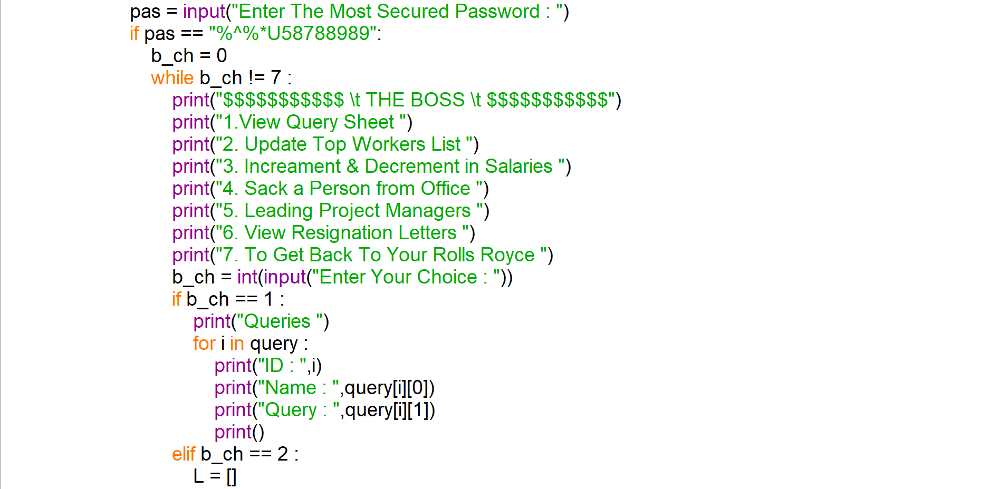 pas = input("Enter The Most Secured Password : ")
if pas == "%^%*U58788989":
b_ch = 0
while b_ch != 7 :
print("$$$$$$$$$$$ \t THE BOSS \t $$$$$$$$$$$")
print("1.View Query Sheet ")
print("2. Update Top Workers List ")
print("3. Increament & Decrement in Salaries ")
print("4. Sack a Person from Office ")
print("5. Leading Project Managers ")
print("6. View Resignation Letters ")
print("7. To Get Back To Your Rolls Royce ")
b_ch = int(input("Enter Your Choice : "))
if b_ch == 1 :
print("Queries ")
for i in query :
print("ID : ",i)
print("Name : ",query[i][0])
print("Query : ",query[i][1])
print()
elif b_ch == 2 :
L = []